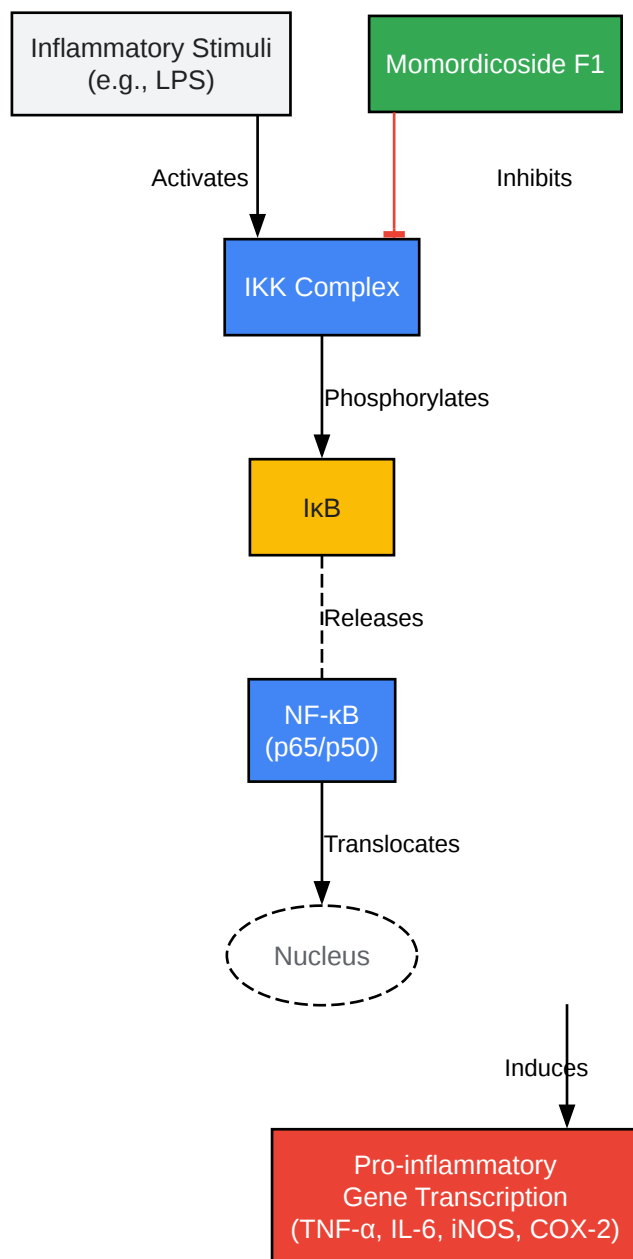 Inflammatory Stimuli
(e.g., LPS)
Momordicoside F1
Activates
Inhibits
IKK Complex
Phosphorylates
IκB
Releases
NF-κB
(p65/p50)
Translocates
Nucleus
Induces
Pro-inflammatory
Gene Transcription
(TNF-α, IL-6, iNOS, COX-2)